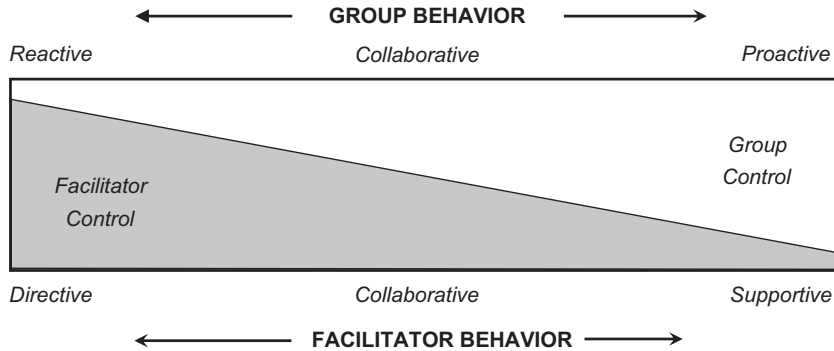 GROUP BEHAVIOR
Reactive Collaborative Proactive
Group
Control
Facilitator
Control
Directive Collaborative Supportive
FACILITATOR BEHAVIOR